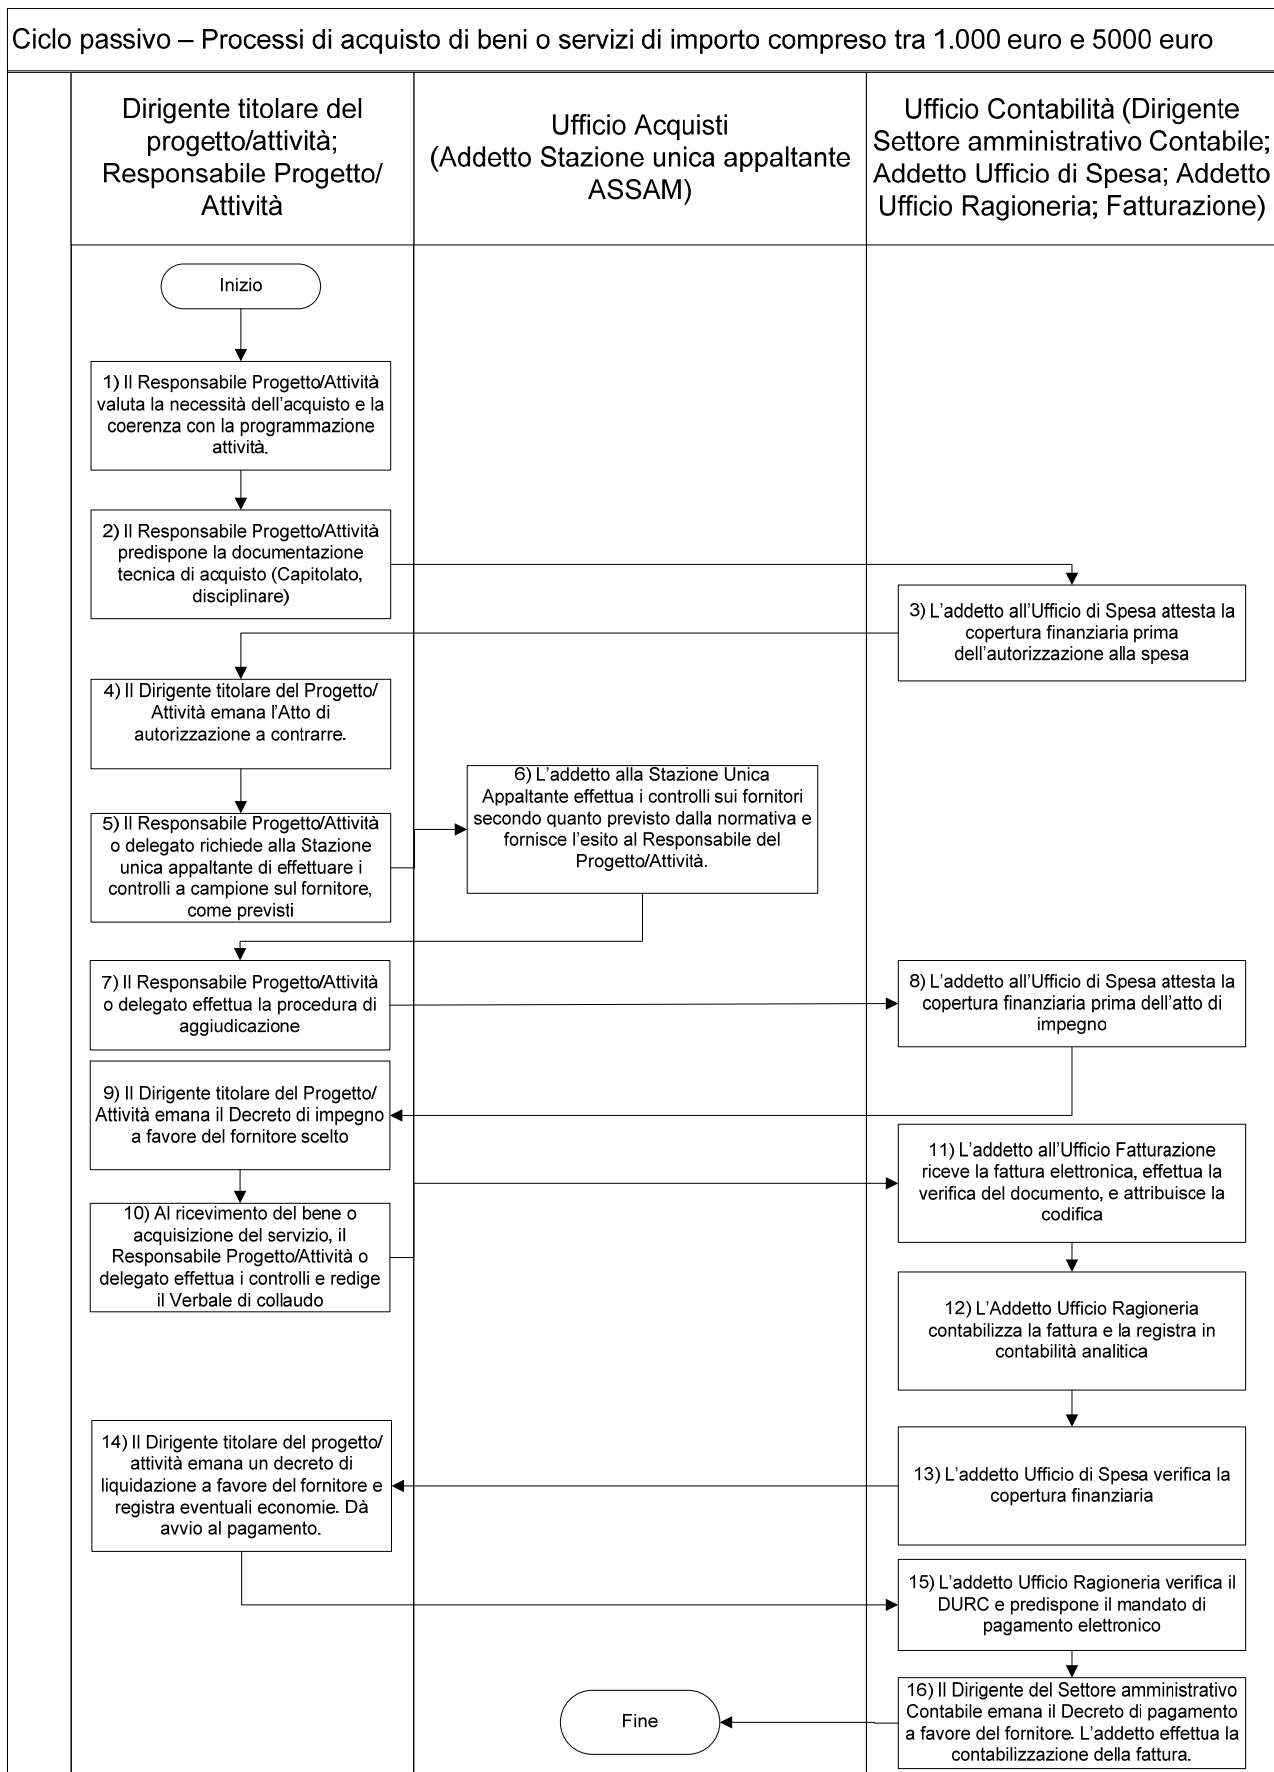 Ciclo passivo – Processi di acquisto di beni o servizi di importo compreso tra 1.000 euro e 5000 euro
Dirigente titolare del
progetto/attività;
Responsabile Progetto/
Attività
Ufficio Acquisti
(Addetto Stazione unica appaltante
ASSAM)
Ufficio Contabilità (Dirigente
Settore amministrativo Contabile;
Addetto Ufficio di Spesa; Addetto
Ufficio Ragioneria; Fatturazione)
Inizio
1) Il Responsabile Progetto/Attività
valuta la necessità dell'acquisto e la
coerenza con la programmazione
attività.
2) Il Responsabile Progetto/Attività
predispone la documentazione
tecnica di acquisto (Capitolato,
disciplinare)
3) L'addetto all'Ufficio di Spesa attesta la
copertura finanziaria prima
dell'autorizzazione alla spesa
4) Il Dirigente titolare del Progetto/
Attività emana l'Atto di
autorizzazione a contrarre.
5) Il Responsabile Progetto/Attività
o delegato richiede alla Stazione
unica appaltante di effettuare i
controlli a campione sul fornitore,
come previsti
6) L'addetto alla Stazione Unica
Appaltante effettua i controlli sui fornitori
secondo quanto previsto dalla normativa e
fornisce l'esito al Responsabile del
Progetto/Attività.
7) Il Responsabile Progetto/Attività
o delegato effettua la procedura di
aggiudicazione
8) L'addetto all'Ufficio di Spesa attesta la
copertura finanziaria prima dell'atto di
impegno
9) Il Dirigente titolare del Progetto/
Attività emana il Decreto di impegno
a favore del fornitore scelto
10) Al ricevimento del bene o
acquisizione del servizio, il
Responsabile Progetto/Attività o
delegato effettua i controlli e redige
il Verbale di collaudo
11) L'addetto all'Ufficio Fatturazione
riceve la fattura elettronica, effettua la
verifica del documento, e attribuisce la
codifica
12) L'Addetto Ufficio Ragioneria
contabilizza la fattura e la registra in
contabilità analitica
13) L'addetto Ufficio di Spesa verifica la
copertura finanziaria
14) Il Dirigente titolare del progetto/
attività emana un decreto di
liquidazione a favore del fornitore e
registra eventuali economie. Dà
avvio al pagamento.
15) L'addetto Ufficio Ragioneria verifica il
DURC e predispone il mandato di
pagamento elettronico
16) Il Dirigente del Settore amministrativo
Contabile emana il Decreto di pagamento
a favore del fornitore. L'addetto effettua la
contabilizzazione della fattura.
Fine